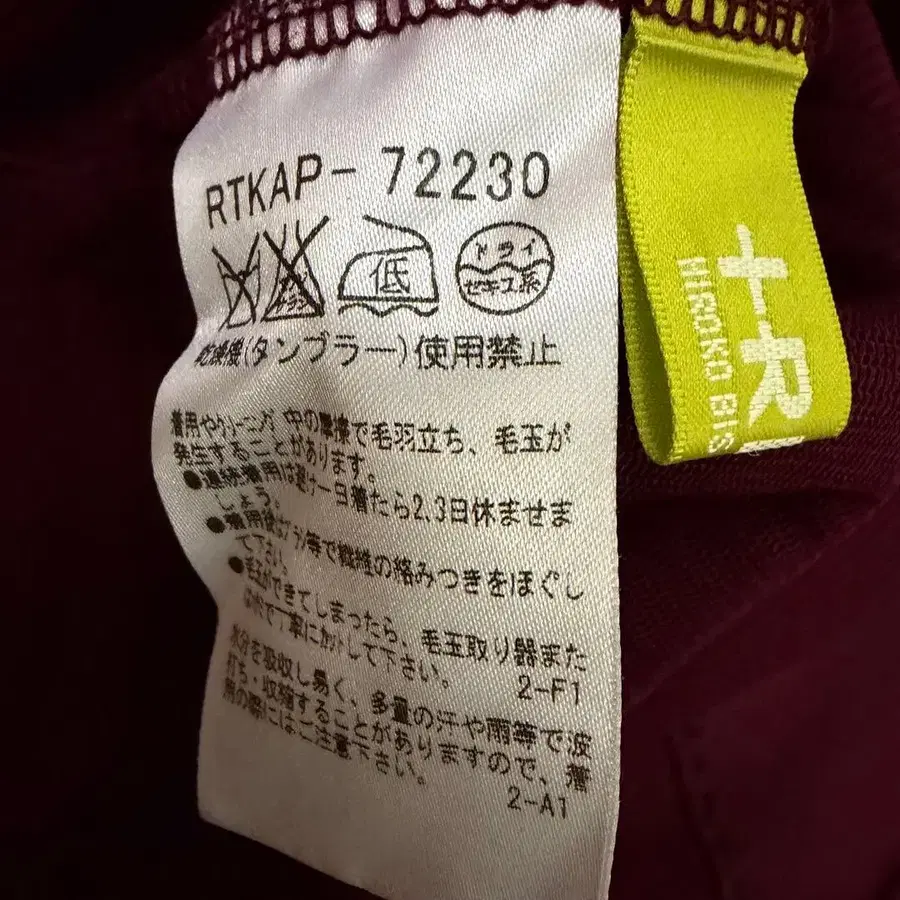 RTKAP- 72230
低
ドライ
セキユ系
乾燥機(タンブラー)使用禁止
着用やクリーニング中の摩擦で毛羽立ち、毛玉が
発生することがあります。
●連続着用は避け一日着たら2,3日休ませま
しょう。
●着用後はブラシ等で繊維の絡みつきをほぐし
て下さい。
●毛玉ができてしまったら、毛玉取り器また
はハサミで丁寧にカットして下さい。
2-F1
水分を吸収し易く、多量の汗や雨等で波
打ち・収縮することがありますので、着
用の際にはご注意下さい。
2-A1
+R
HIROKO BIS